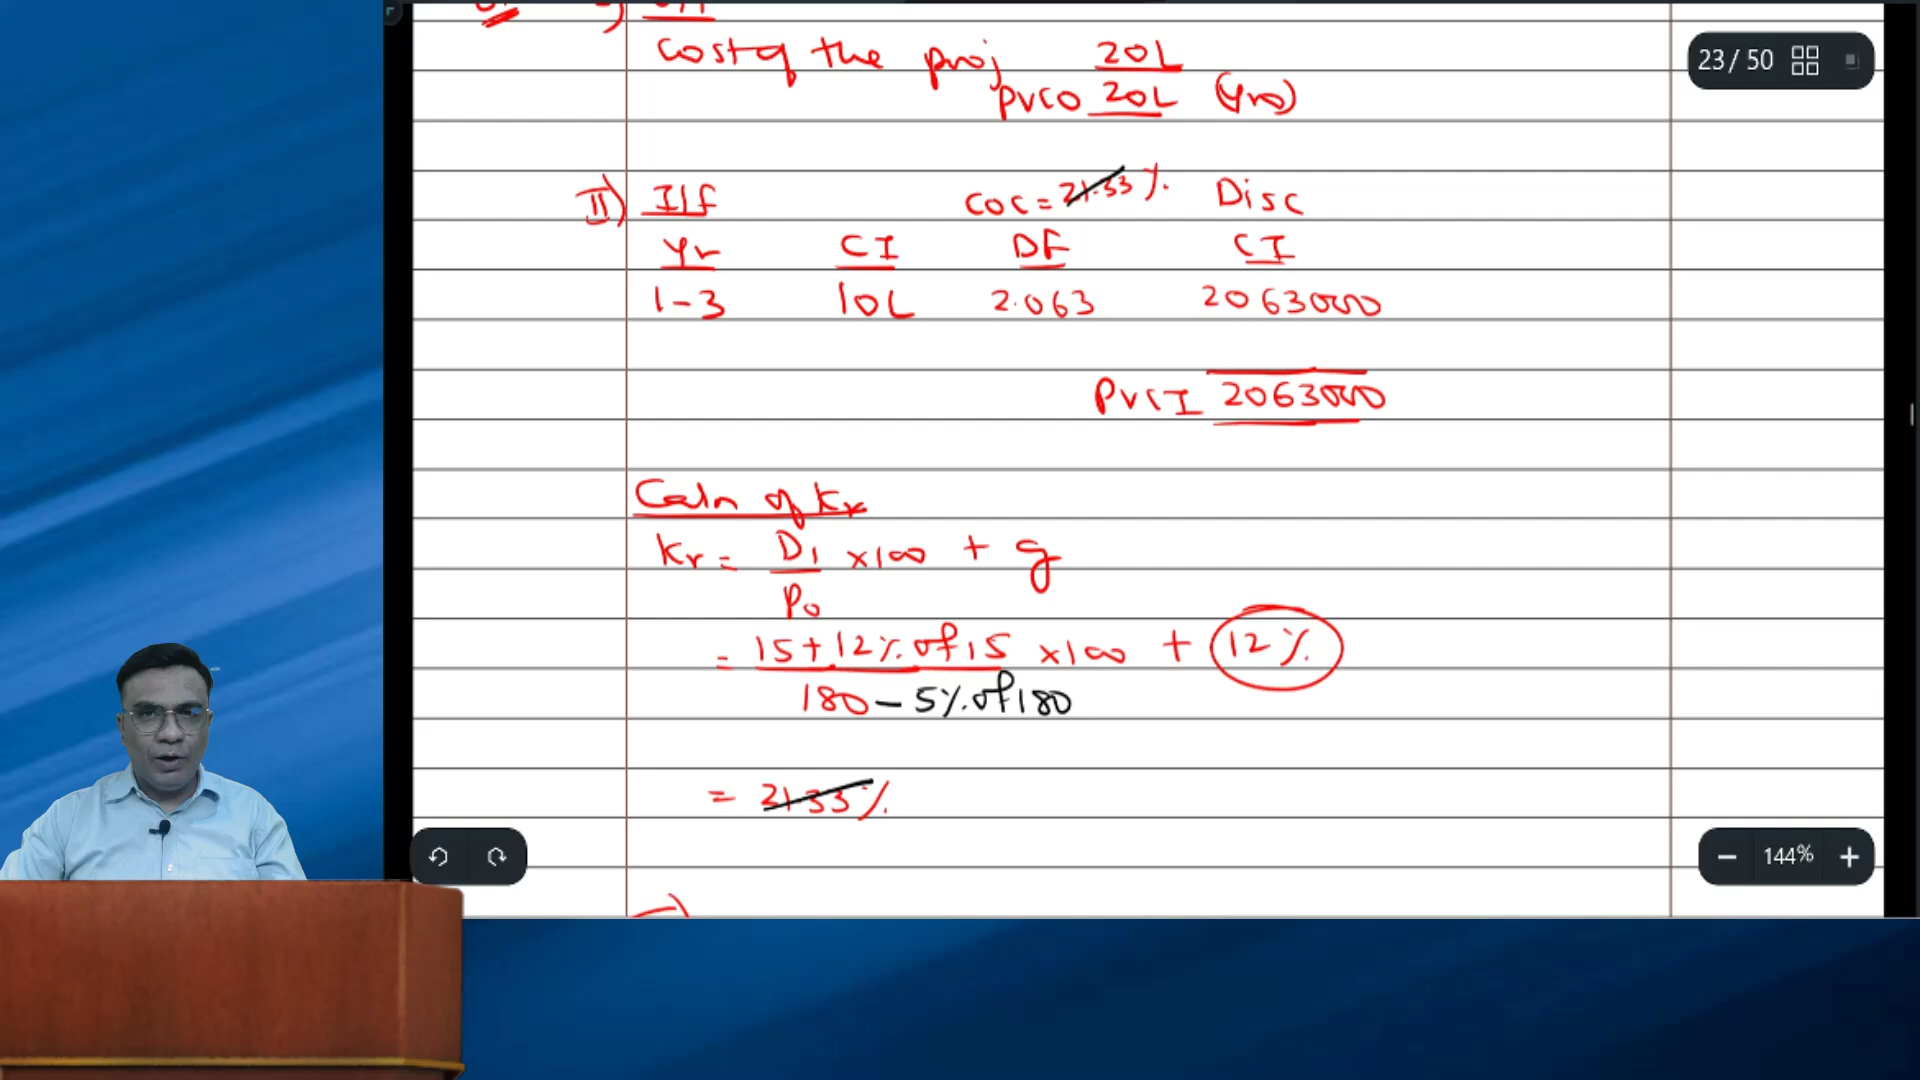 23 / 50
cost of the proj 20L
PVCO 20L (Yr0)
II) I/f COC = 21.33 % Disc
Yr CI DF CI
1-3 10L 2.063 2063000
PVCI 2063000
Caln of Kr
Kr = D1 x100 + g
P0
= 15+12% of 15 x100 + 12%
180 - 5% of 180
= 21.33%
144%